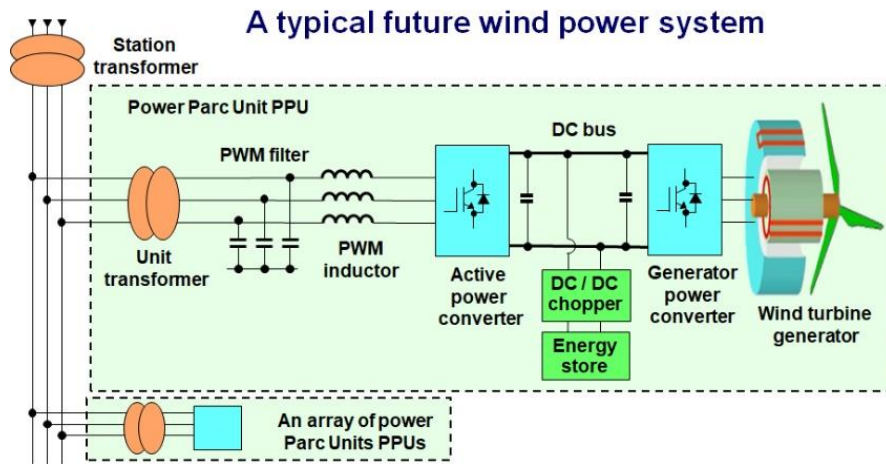 A typical future wind power system
Station
transformer
Power Parc Unit PPU
PWM filter
DC bus
Unit
transformer
PWM
inductor
Active
power
converter
DC / DC
chopper
Energy
store
Generator
power
converter
Wind turbine
generator
An array of power
Parc Units PPUs